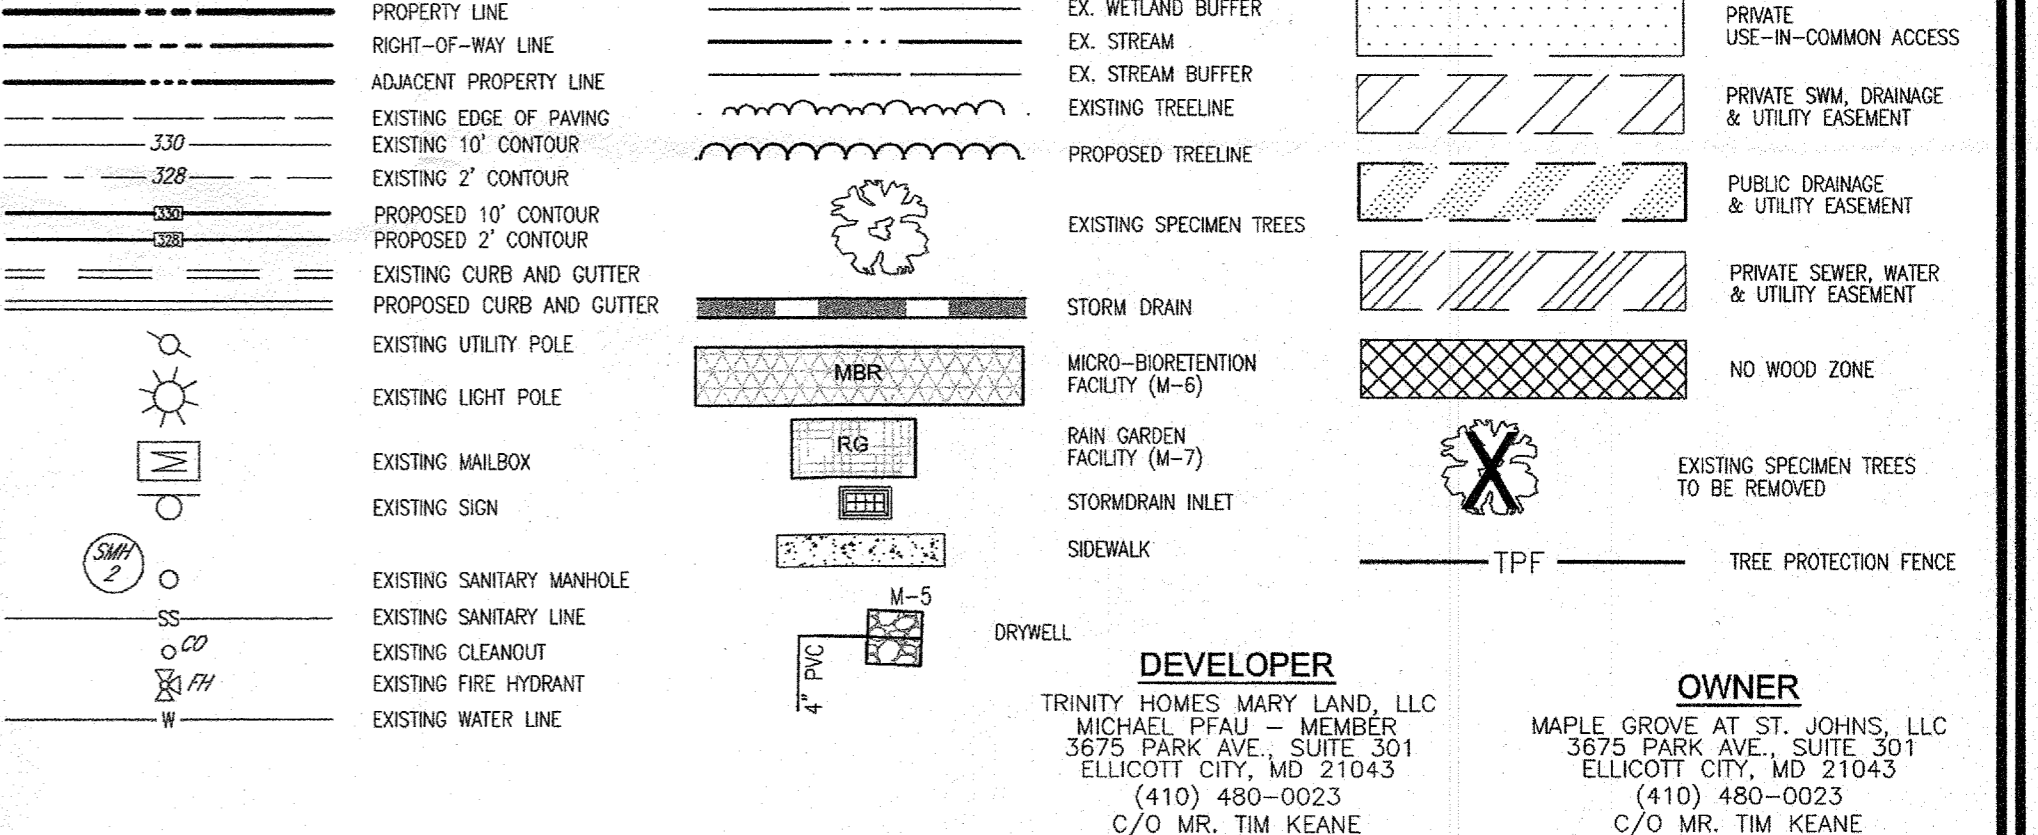 PROPERTY LINE
RIGHT-OF-WAY LINE
ADJACENT PROPERTY LINE
EXISTING EDGE OF PAVING
330
EXISTING 10' CONTOUR
328
EXISTING 2' CONTOUR
330
PROPOSED 10' CONTOUR
328
PROPOSED 2' CONTOUR
EXISTING CURB AND GUTTER
PROPOSED CURB AND GUTTER
EXISTING UTILITY POLE
EXISTING LIGHT POLE
EXISTING MAILBOX
EXISTING SIGN
SMH
2
EXISTING SANITARY MANHOLE
SS
EXISTING SANITARY LINE
CO
EXISTING CLEANOUT
FH
EXISTING FIRE HYDRANT
W
EXISTING WATER LINE
EX. WETLAND BUFFER
EX. STREAM
EX. STREAM BUFFER
EXISTING TREELINE
PROPOSED TREELINE
EXISTING SPECIMEN TREES
STORM DRAIN
MBR
MICRO-BIORETENTION
FACILITY (M-6)
RG
RAIN GARDEN
FACILITY (M-7)
STORMDRAIN INLET
SIDEWALK
M-5
4" PVC
DRYWELL
PRIVATE
USE-IN-COMMON ACCESS
PRIVATE SWM, DRAINAGE
& UTILITY EASEMENT
PUBLIC DRAINAGE
& UTILITY EASEMENT
PRIVATE SEWER, WATER
& UTILITY EASEMENT
NO WOOD ZONE
EXISTING SPECIMEN TREES
TO BE REMOVED
TPF
TREE PROTECTION FENCE
DEVELOPER
TRINITY HOMES MARY LAND, LLC
MICHAEL PFAU - MEMBER
3675 PARK AVE., SUITE 301
ELLICOTT CITY, MD 21043
(410) 480-0023
C/O MR. TIM KEANE
OWNER
MAPLE GROVE AT ST. JOHNS, LLC
3675 PARK AVE., SUITE 301
ELLICOTT CITY, MD 21043
(410) 480-0023
C/O MR. TIM KEANE